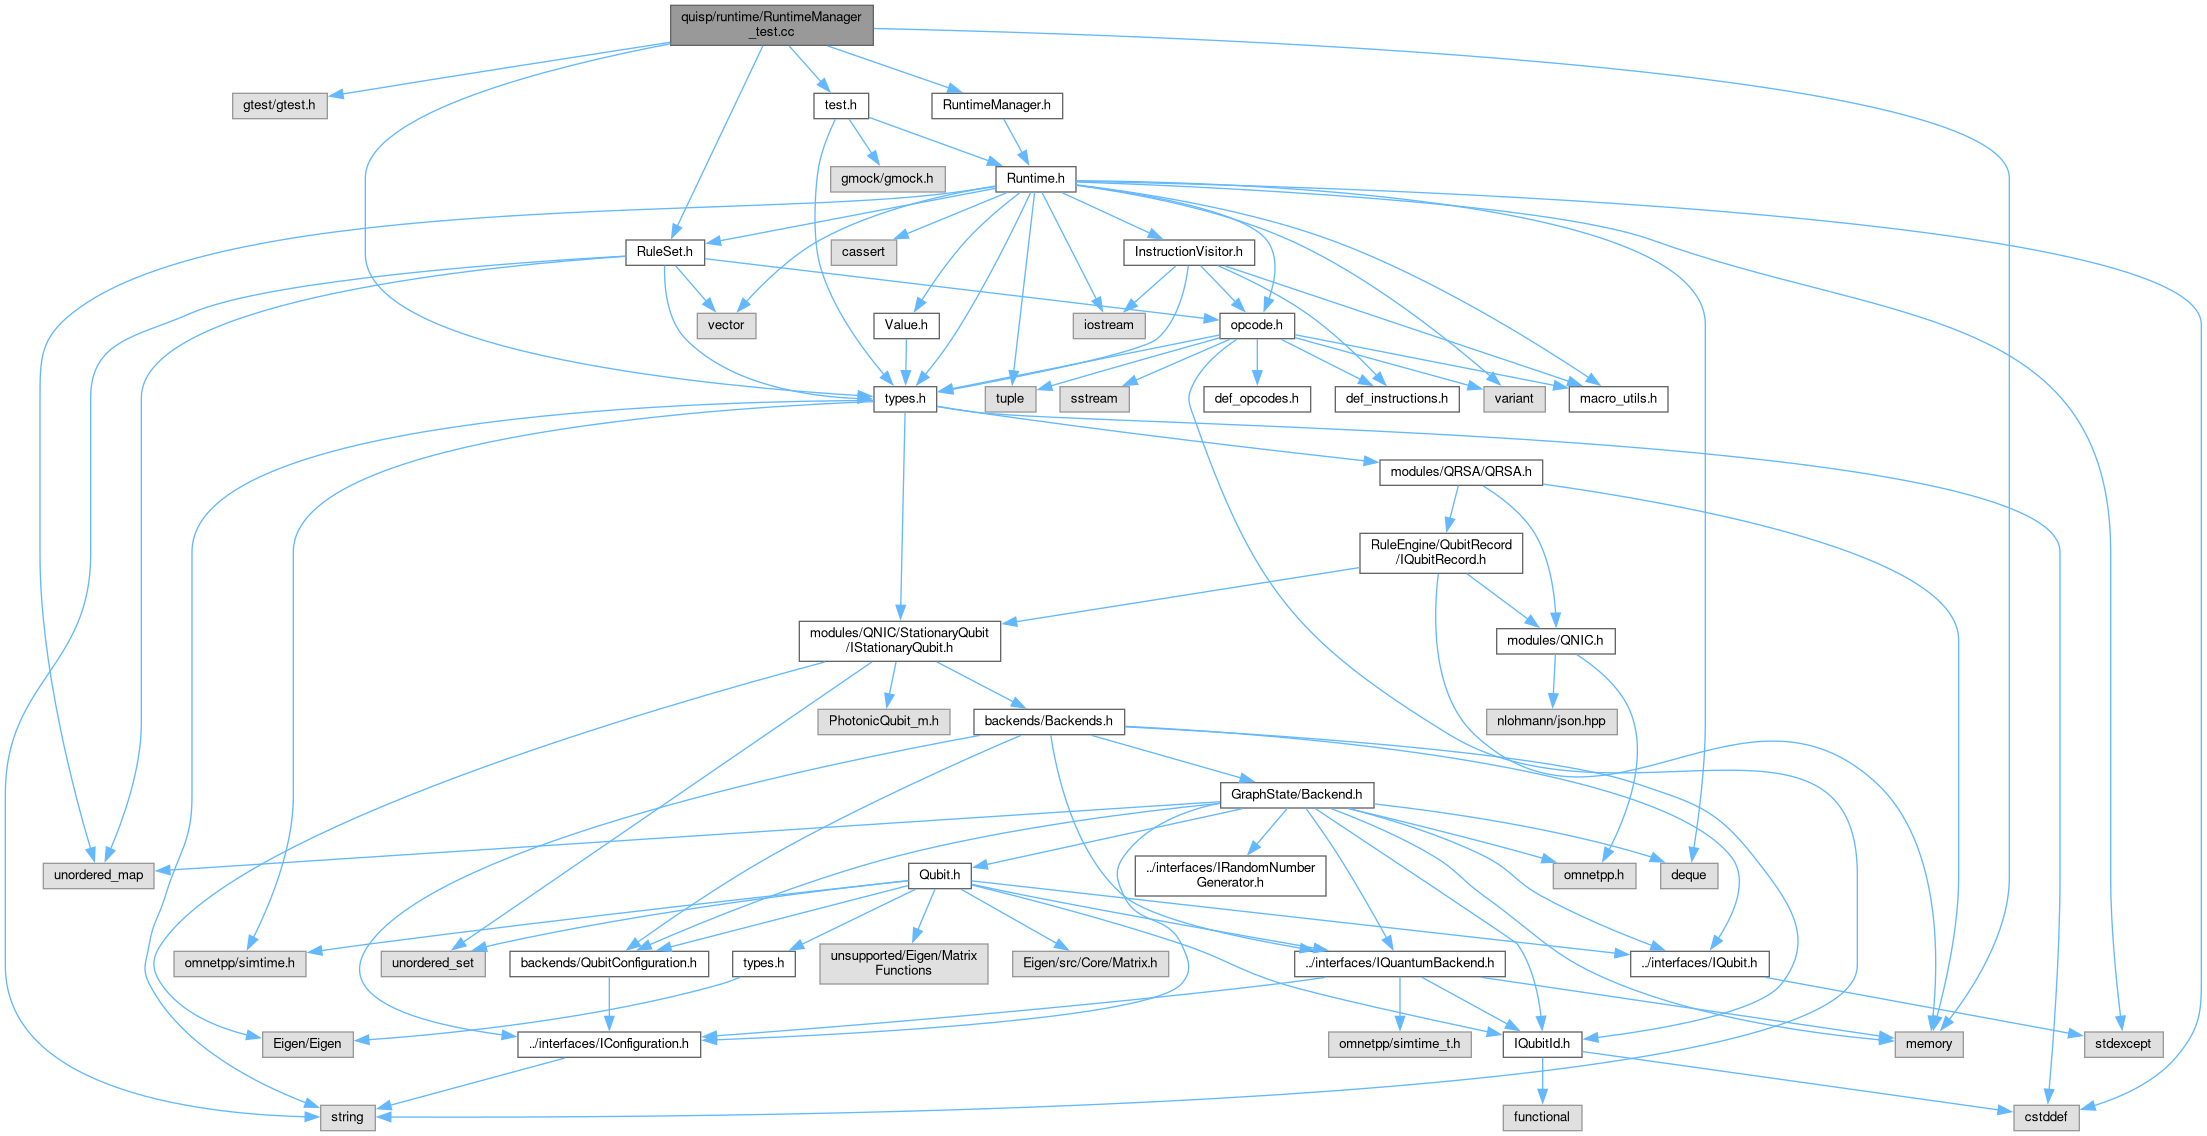 quisp/runtime/RuntimeManager
_test.cc
gtest/gtest.h
test.h
RuntimeManager.h
gmock/gmock.h
Runtime.h
RuleSet.h
cassert
InstructionVisitor.h
vector
Value.h
iostream
opcode.h
types.h
tuple
sstream
def_opcodes.h
def_instructions.h
variant
macro_utils.h
modules/QRSA/QRSA.h
RuleEngine/QubitRecord
/IQubitRecord.h
modules/QNIC/StationaryQubit
/IStationaryQubit.h
modules/QNIC.h
PhotonicQubit_m.h
backends/Backends.h
nlohmann/json.hpp
GraphState/Backend.h
unordered_map
Qubit.h
../interfaces/IRandomNumber
Generator.h
omnetpp.h
deque
omnetpp/simtime.h
unordered_set
backends/QubitConfiguration.h
types.h
unsupported/Eigen/Matrix
Functions
Eigen/src/Core/Matrix.h
../interfaces/IQuantumBackend.h
../interfaces/IQubit.h
Eigen/Eigen
../interfaces/IConfiguration.h
omnetpp/simtime_t.h
IQubitId.h
memory
stdexcept
string
functional
cstddef